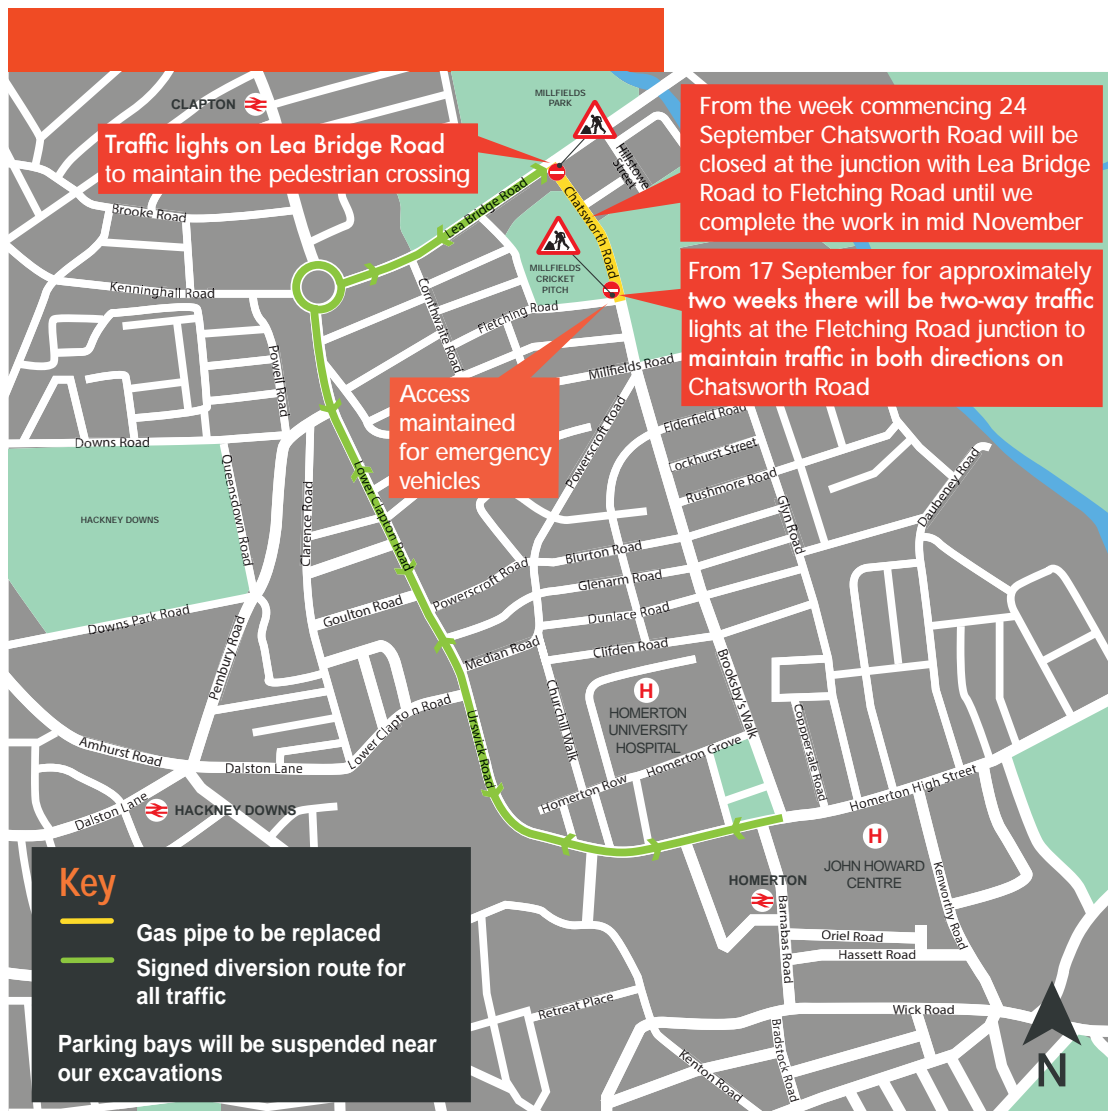 CLAPTON
MILLFIELDS
PARK
Traffic lights on Lea Bridge Road
to maintain the pedestrian crossing
From the week commencing 24
September Chatsworth Road will be
closed at the junction with Lea Bridge
Road to Fletching Road until we
complete the work in mid November
Hillstowe
Street
Brooke Road
Lea Bridge Road
Chatsworth Road
From 17 September for approximately
two weeks there will be two-way traffic
lights at the Fletching Road junction to
maintain traffic in both directions on
Chatsworth Road
MILLFIELDS
CRICKET
PITCH
Kenninghall Road
Cornthwaite Road
Fletching Road
Powell Road
Millfields Road
Access
maintained
for emergency
vehicles
Powerscroft Road
Elderfield Road
Lockhurst Street
Rushmore Road
Downs Road
Queensdown Road
HACKNEY DOWNS
Clarence Road
Lower Clapton Road
Glyn Road
Daubeney Road
Blurton Road
Powerscroft Road
Glenarm Road
Goulton Road
Dunlace Road
Downs Park Road
Clifden Road
Pembury Road
Median Road
Brooksby's Walk
Churchill Walk
H
HOMERTON
UNIVERSITY
HOSPITAL
Copppersale Road
Lower Clapto n Road
Urswick Road
Amhurst Road
Dalston Lane
Homerton Grove
Homerton Row
Homerton High Street
Dalston Lane
HACKNEY DOWNS
H
JOHN HOWARD
CENTRE
HOMERTON
Kenworthy Road
Barnabas Road
Oriel Road
Hassett Road
Retreat Place
Wick Road
Bradstock Road
Kenton Road
Key
Gas pipe to be replaced
Signed diversion route for
all traffic
Parking bays will be suspended near
our excavations
N